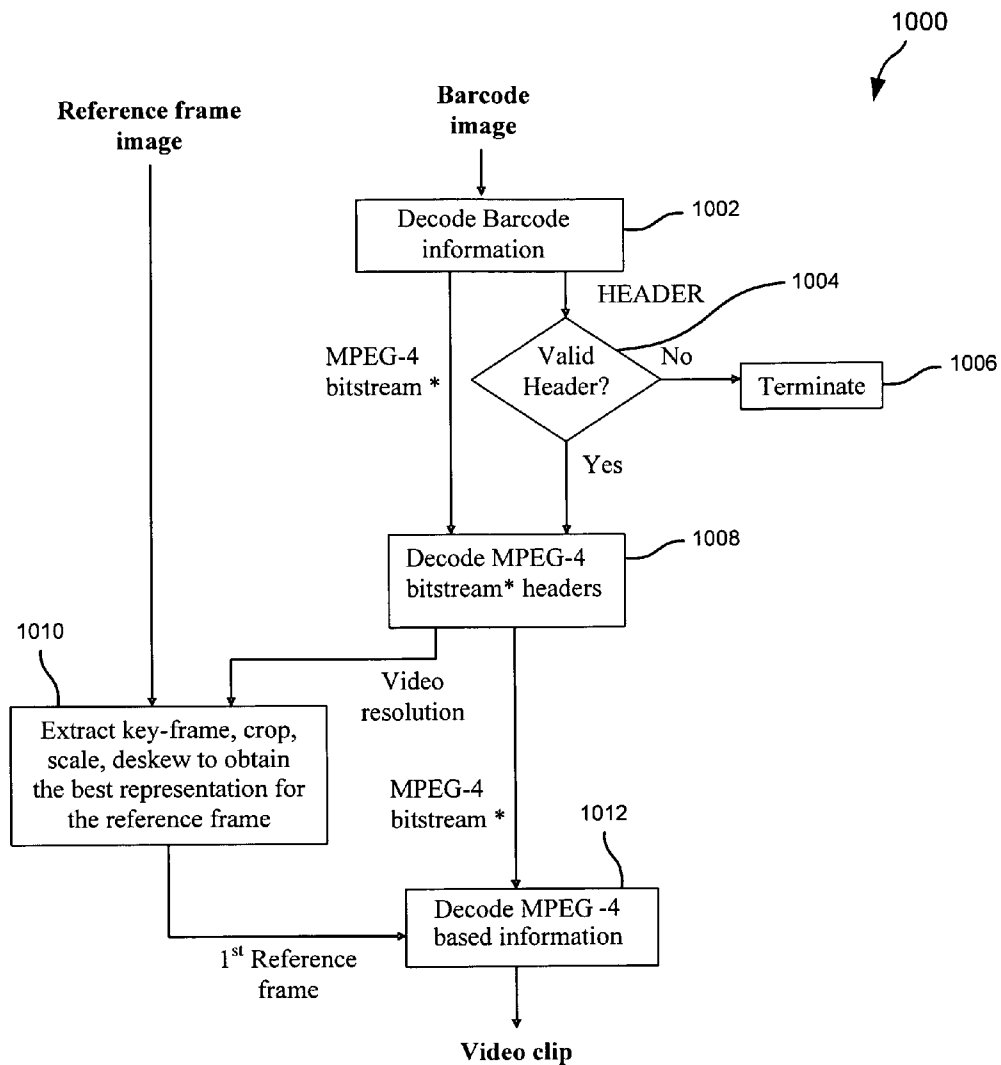 1000
Reference frame
image
Barcode
image
Decode Barcode
information
1002
HEADER
1004
MPEG-4
bitstream *
Valid
Header?
No
Terminate
1006
Yes
Decode MPEG-4
bitstream* headers
1008
1010
Video
resolution
Extract key-frame, crop,
scale, deskew to obtain
the best representation for
the reference frame
MPEG-4
bitstream *
1012
Decode MPEG -4
based information
1st Reference
frame
Video clip